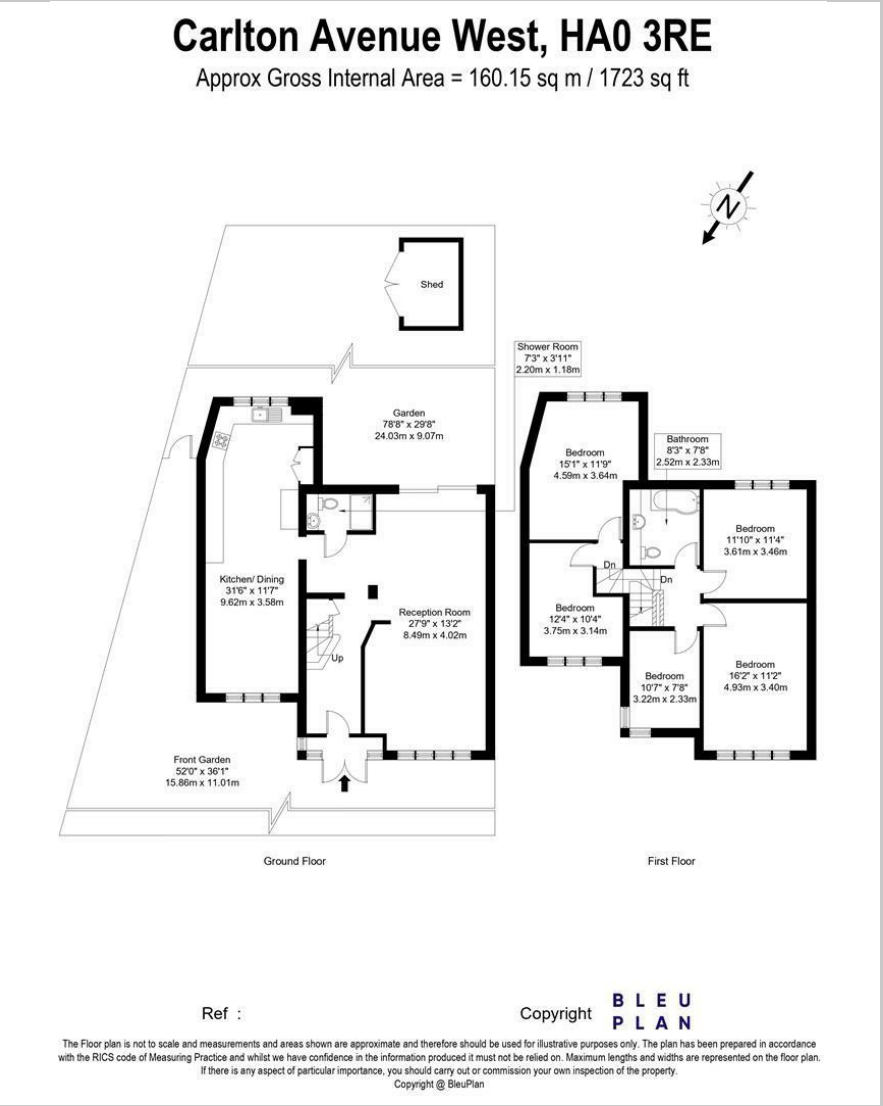 Carlton Avenue West, HA0 3RE
Approx Gross Internal Area = 160.15 sq m / 1723 sq ft
N
Shed
Shower Room
7'3" x 3'11"
2.20m x 1.18m
Garden
78'8" x 29'8"
24.03m x 9.07m
Kitchen/ Dining
31'6" x 11'7"
9.62m x 3.58m
Reception Room
27'9" x 13'2"
8.49m x 4.02m
Up
Front Garden
52'0" x 36'1"
15.86m x 11.01m
Ground Floor
Bedroom
15'1" x 11'9"
4.59m x 3.64m
Bathroom
8'3" x 7'8"
2.52m x 2.33m
Bedroom
11'10" x 11'4"
3.61m x 3.46m
Dn
Dn
Bedroom
12'4" x 10'4"
3.75m x 3.14m
Bedroom
10'7" x 7'8"
3.22m x 2.33m
Bedroom
16'2" x 11'2"
4.93m x 3.40m
First Floor
Ref :
Copyright
BLEU
PLAN
The Floor plan is not to scale and measurements and areas shown are approximate and therefore should be used for illustrative purposes only. The plan has been prepared in accordance
with the RICS code of Measuring Practice and whilst we have confidence in the information produced it must not be relied on. Maximum lengths and widths are represented on the floor plan.
If there is any aspect of particular importance, you should carry out or commission your own inspection of the property.
Copyright @ BleuPlan